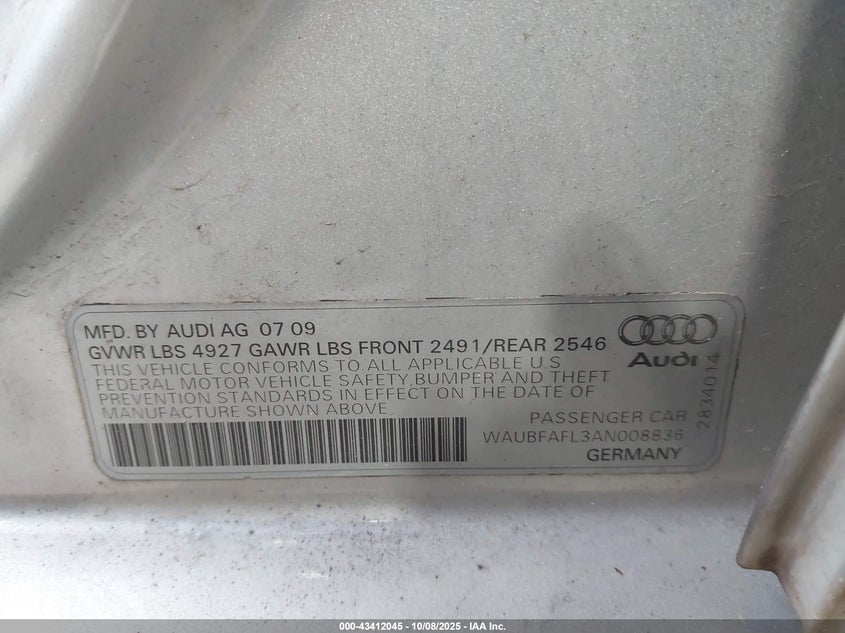 MFD. BY AUDI AG 07 09
GVWR LBS 4927 GAWR LBS FRONT 2491/REAR 2546
THIS VEHICLE CONFORMS TO ALL APPLICABLE U.S
FEDERAL MOTOR VEHICLE SAFETY, BUMPER AND THEFT
PREVENTION STANDARDS IN EFFECT ON THE DATE OF
MANUFACTURE SHOWN ABOVE.
PASSENGER CAR
WAUBFAFL3AN008836
GERMANY
Audi
2834014
000-43412045 - 10/08/2025 - IAA Inc.